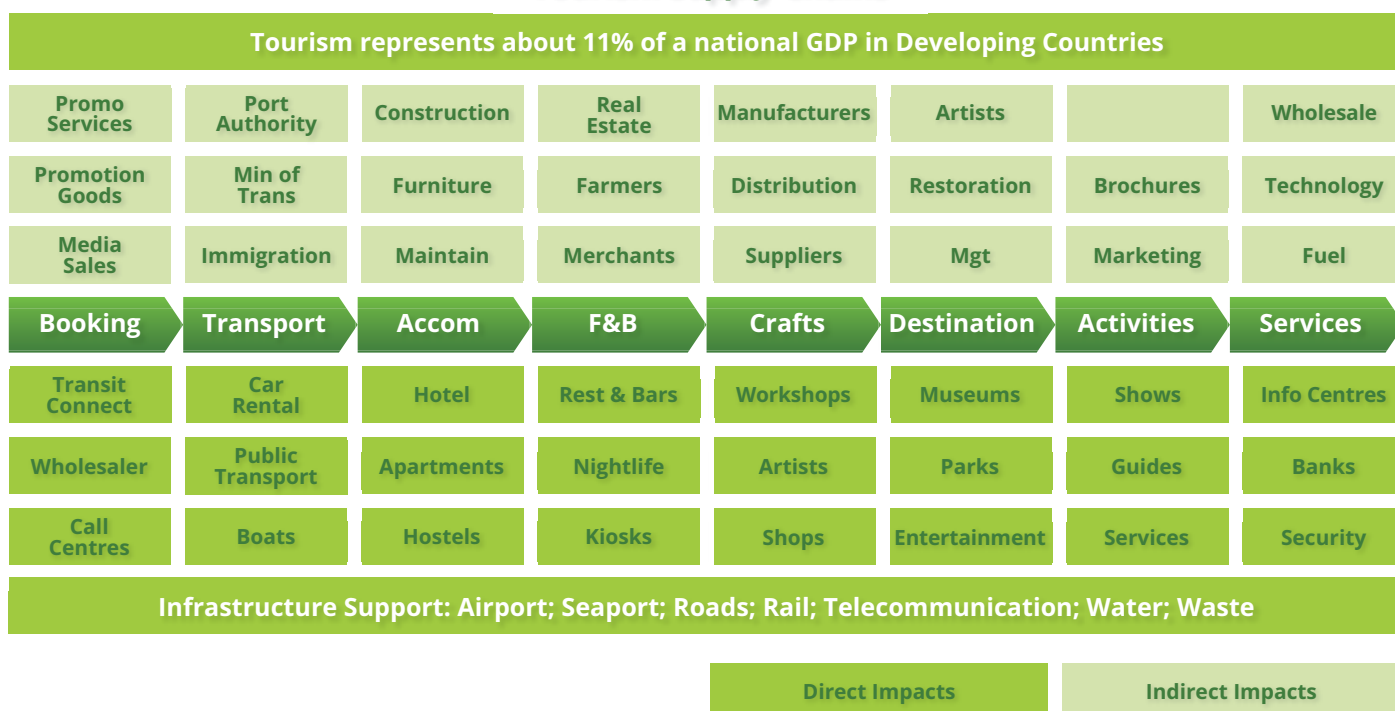 Tourism represents about 11% of a national GDP in Developing Countries
Promo
Services
Port
Authority
Construction
Real
Estate
Manufacturers
Artists
Wholesale
Promotion
Goods
Min of
Trans
Furniture
Farmers
Distribution
Restoration
Brochures
Technology
Media
Sales
Immigration
Maintain
Merchants
Suppliers
Mgt
Marketing
Fuel
Booking
Transport
Accom
F&B
Crafts
Destination
Activities
Services
Transit
Connect
Car
Rental
Hotel
Rest & Bars
Workshops
Museums
Shows
Info Centres
Wholesaler
Public
Transport
Apartments
Nightlife
Artists
Parks
Guides
Banks
Call
Centres
Boats
Hostels
Kiosks
Shops
Entertainment
Services
Security
Infrastructure Support: Airport; Seaport; Roads; Rail; Telecommunication; Water; Waste
Direct Impacts
Indirect Impacts